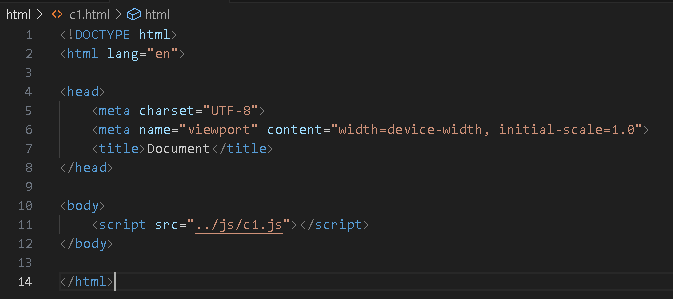 html > <> c1.html > html
1 <!DOCTYPE html>
2 <html lang="en">
3
4 <head>
5     <meta charset="UTF-8">
6     <meta name="viewport" content="width=device-width, initial-scale=1.0">
7     <title>Document</title>
8 </head>
9
10 <body>
11     <script src="../js/c1.js"></script>
12 </body>
13
14 </html>